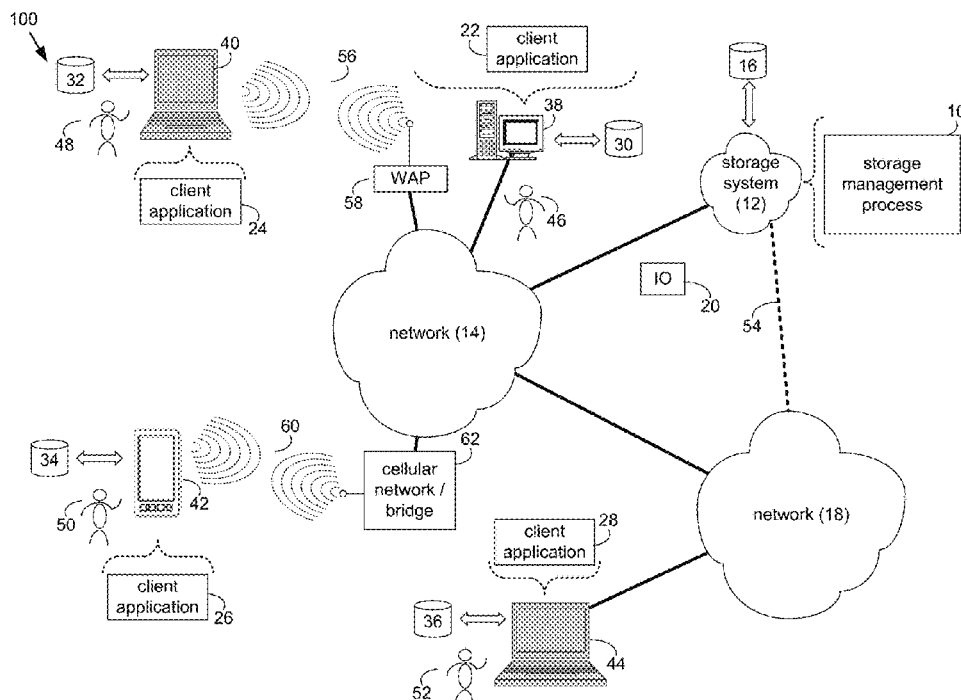 100
32
40
48
client
application
24
56
58
WAP
22
client
application
38
30
46
16
storage
system
(12)
10
storage
management
process
IO
20
54
network (14)
34
42
50
client
application
26
60
62
cellular
network /
bridge
network (18)
28
client
application
36
44
52